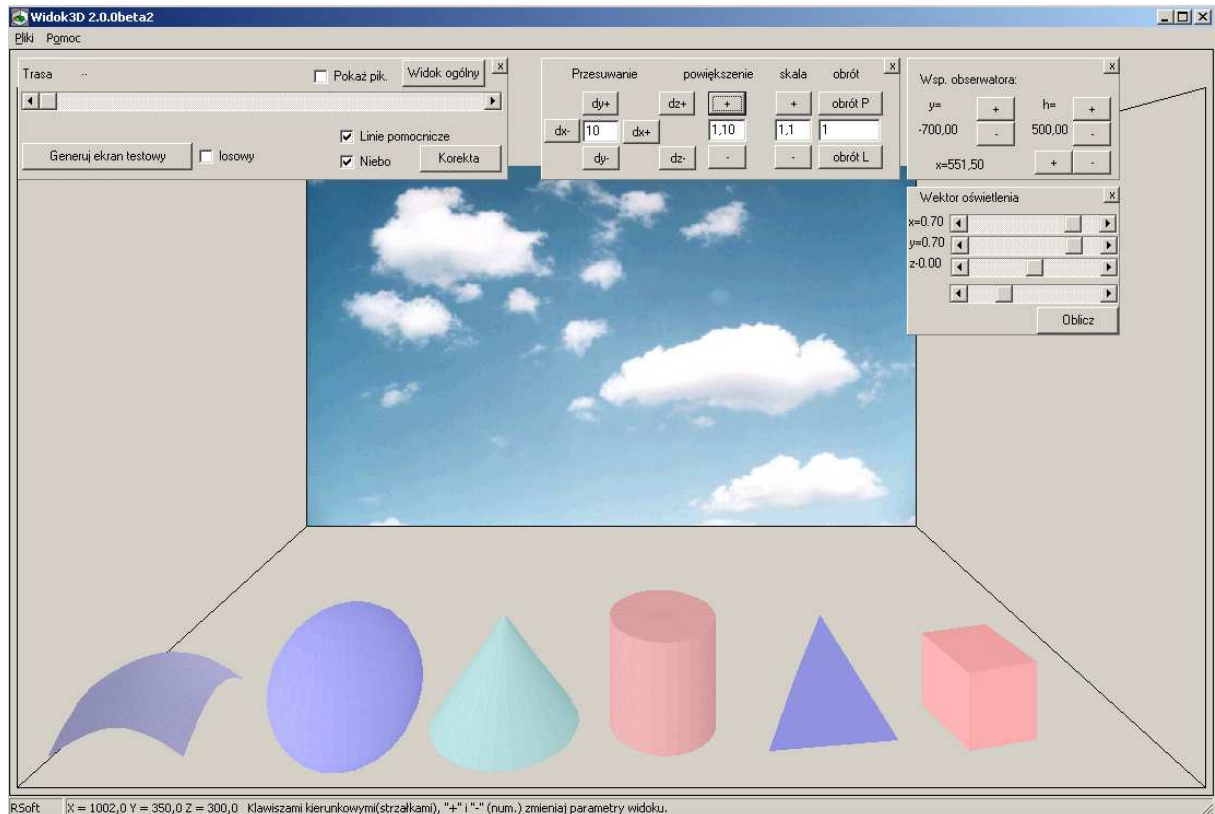 Widok3D 2.0.0beta2
Pliki Pomoc
Trasa ..
Pokaż pik.
Widok ogólny
x
Linie pomocnicze
Generuj ekran testowy
losowy
Niebo
Korekta
Przesuwanie powiększenie skala obrót
x
dy+ dz+ + + obrót P
dx- 10 dx+ 1,10 1,1 1
dy- dz- - - obrót L
Wsp. obserwatora:
x
y= + h= +
-700,00 - 500,00 -
x=551,50 + -
Wektor oświetlenia
x
x=0.70
y=0.70
z-0.00
Oblicz
RSoft X = 1002,0 Y = 350,0 Z = 300,0 Klawiszami kierunkowymi(strzałkami), "+" i "-" (num.) zmieniaj parametry widoku.